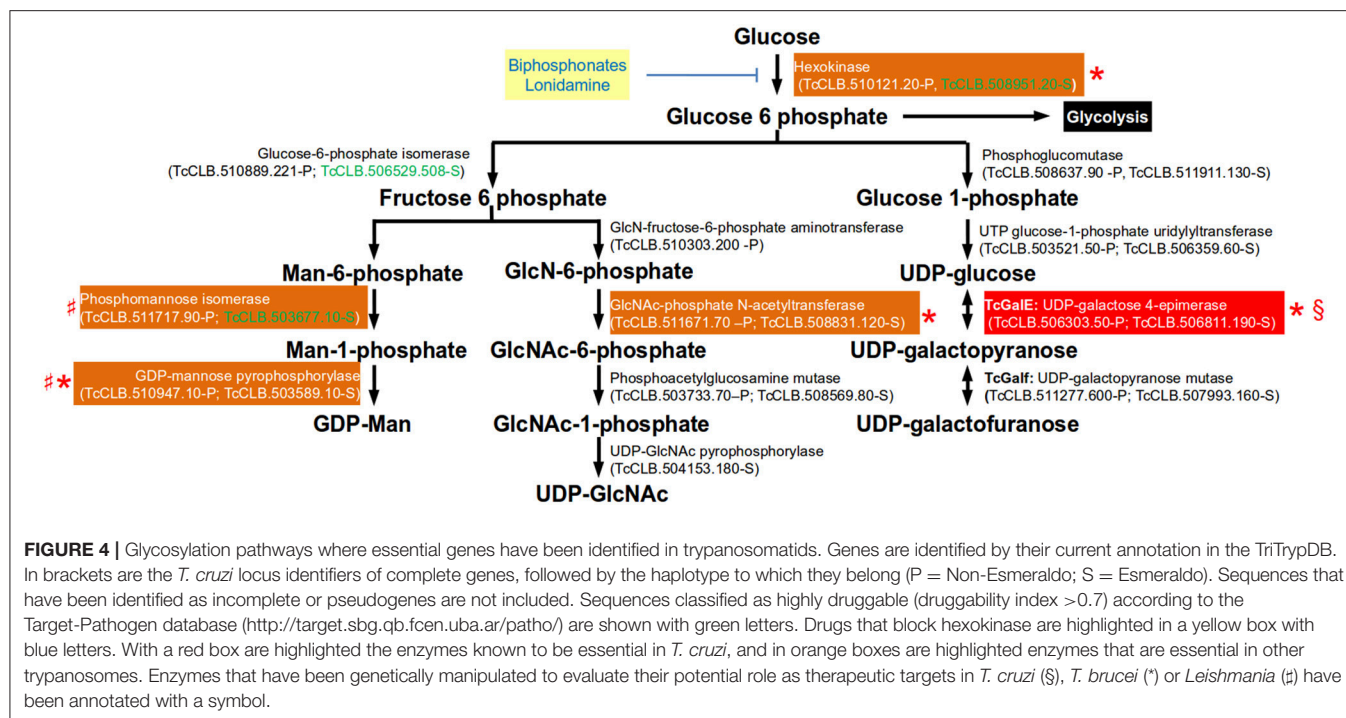 Glucose
Biphosphonates
Lonidamine
Hexokinase
(TcCLB.510121.20-P, TcCLB.508951.20-S)
*
Glucose 6 phosphate
Glycolysis
Glucose-6-phosphate isomerase
(TcCLB.510889.221-P; TcCLB.506529.508-S)
Phosphoglucomutase
(TcCLB.508637.90 -P, TcCLB.511911.130-S)
Fructose 6 phosphate
Glucose 1-phosphate
GlcN-fructose-6-phosphate aminotransferase
(TcCLB.510303.200 -P)
UTP glucose-1-phosphate uridylyltransferase
(TcCLB.503521.50-P; TcCLB.506359.60-S)
Man-6-phosphate
GlcN-6-phosphate
UDP-glucose
♯
Phosphomannose isomerase
(TcCLB.511717.90-P; TcCLB.503677.10-S)
GlcNAc-phosphate N-acetyltransferase
(TcCLB.511671.70 –P; TcCLB.508831.120-S)
*
TcGalE: UDP-galactose 4-epimerase
(TcCLB.506303.50-P; TcCLB.506811.190-S)
* §
Man-1-phosphate
GlcNAc-6-phosphate
UDP-galactopyranose
♯*
GDP-mannose pyrophosphorylase
(TcCLB.510947.10-P; TcCLB.503589.10-S)
Phosphoacetylglucosamine mutase
(TcCLB.503733.70–P; TcCLB.508569.80-S)
TcGalf: UDP-galactopyranose mutase
(TcCLB.511277.600-P; TcCLB.507993.160-S)
GDP-Man
GlcNAc-1-phosphate
UDP-galactofuranose
UDP-GlcNAc pyrophosphorylase
(TcCLB.504153.180-S)
UDP-GlcNAc
FIGURE 4 | Glycosylation pathways where essential genes have been identified in trypanosomatids. Genes are identified by their current annotation in the TriTrypDB.
In brackets are the T. cruzi locus identifiers of complete genes, followed by the haplotype to which they belong (P = Non-Esmeraldo; S = Esmeraldo). Sequences that
have been identified as incomplete or pseudogenes are not included. Sequences classified as highly druggable (druggability index >0.7) according to the
Target-Pathogen database (http://target.sbg.qb.fcen.uba.ar/patho/) are shown with green letters. Drugs that block hexokinase are highlighted in a yellow box with
blue letters. With a red box are highlighted the enzymes known to be essential in T. cruzi, and in orange boxes are highlighted enzymes that are essential in other
trypanosomes. Enzymes that have been genetically manipulated to evaluate their potential role as therapeutic targets in T. cruzi (§), T. brucei (*) or Leishmania (♯) have
been annotated with a symbol.